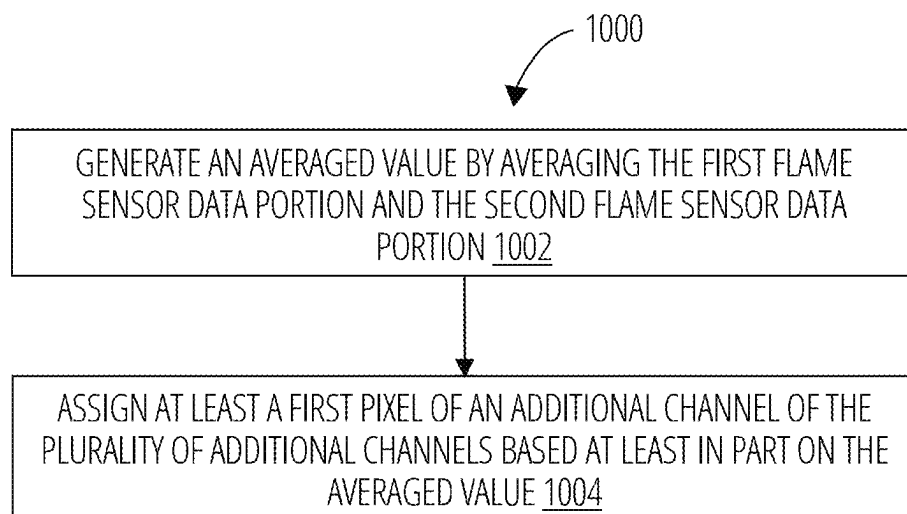 1000
GENERATE AN AVERAGED VALUE BY AVERAGING THE FIRST FLAME
SENSOR DATA PORTION AND THE SECOND FLAME SENSOR DATA
PORTION 1002
ASSIGN AT LEAST A FIRST PIXEL OF AN ADDITIONAL CHANNEL OF THE
PLURALITY OF ADDITIONAL CHANNELS BASED AT LEAST IN PART ON THE
AVERAGED VALUE 1004